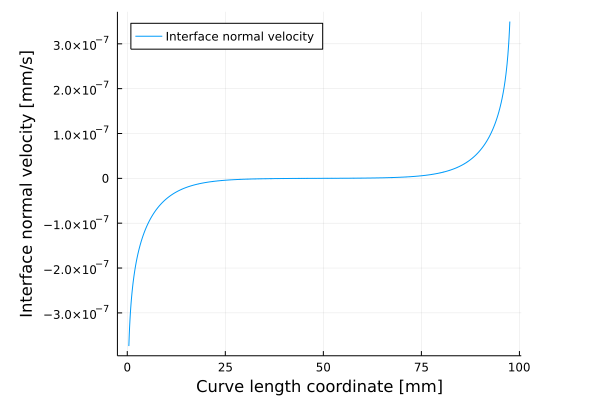 Interface normal velocity
Interface normal velocity [mm/s]
3.0×10⁻⁷
2.0×10⁻⁷
1.0×10⁻⁷
0
−1.0×10⁻⁷
−2.0×10⁻⁷
−3.0×10⁻⁷
0 25 50 75 100
Curve length coordinate [mm]